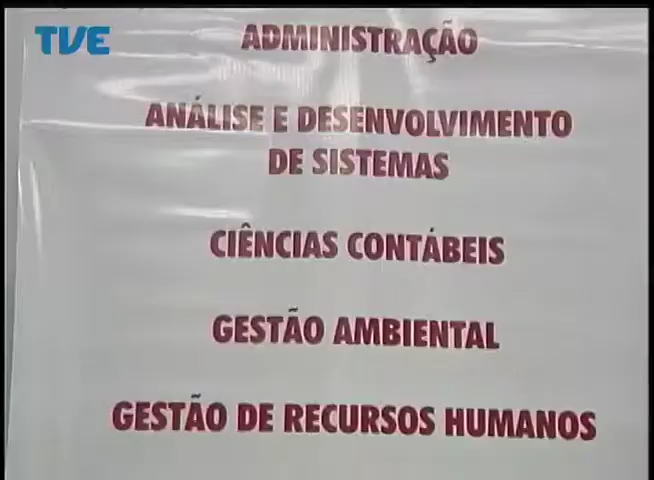 TVE
ADMINISTRAÇÃO
ANÁLISE E DESENVOLVIMENTO
DE SISTEMAS
CIÊNCIAS CONTÁBEIS
GESTÃO AMBIENTAL
GESTÃO DE RECURSOS HUMANOS